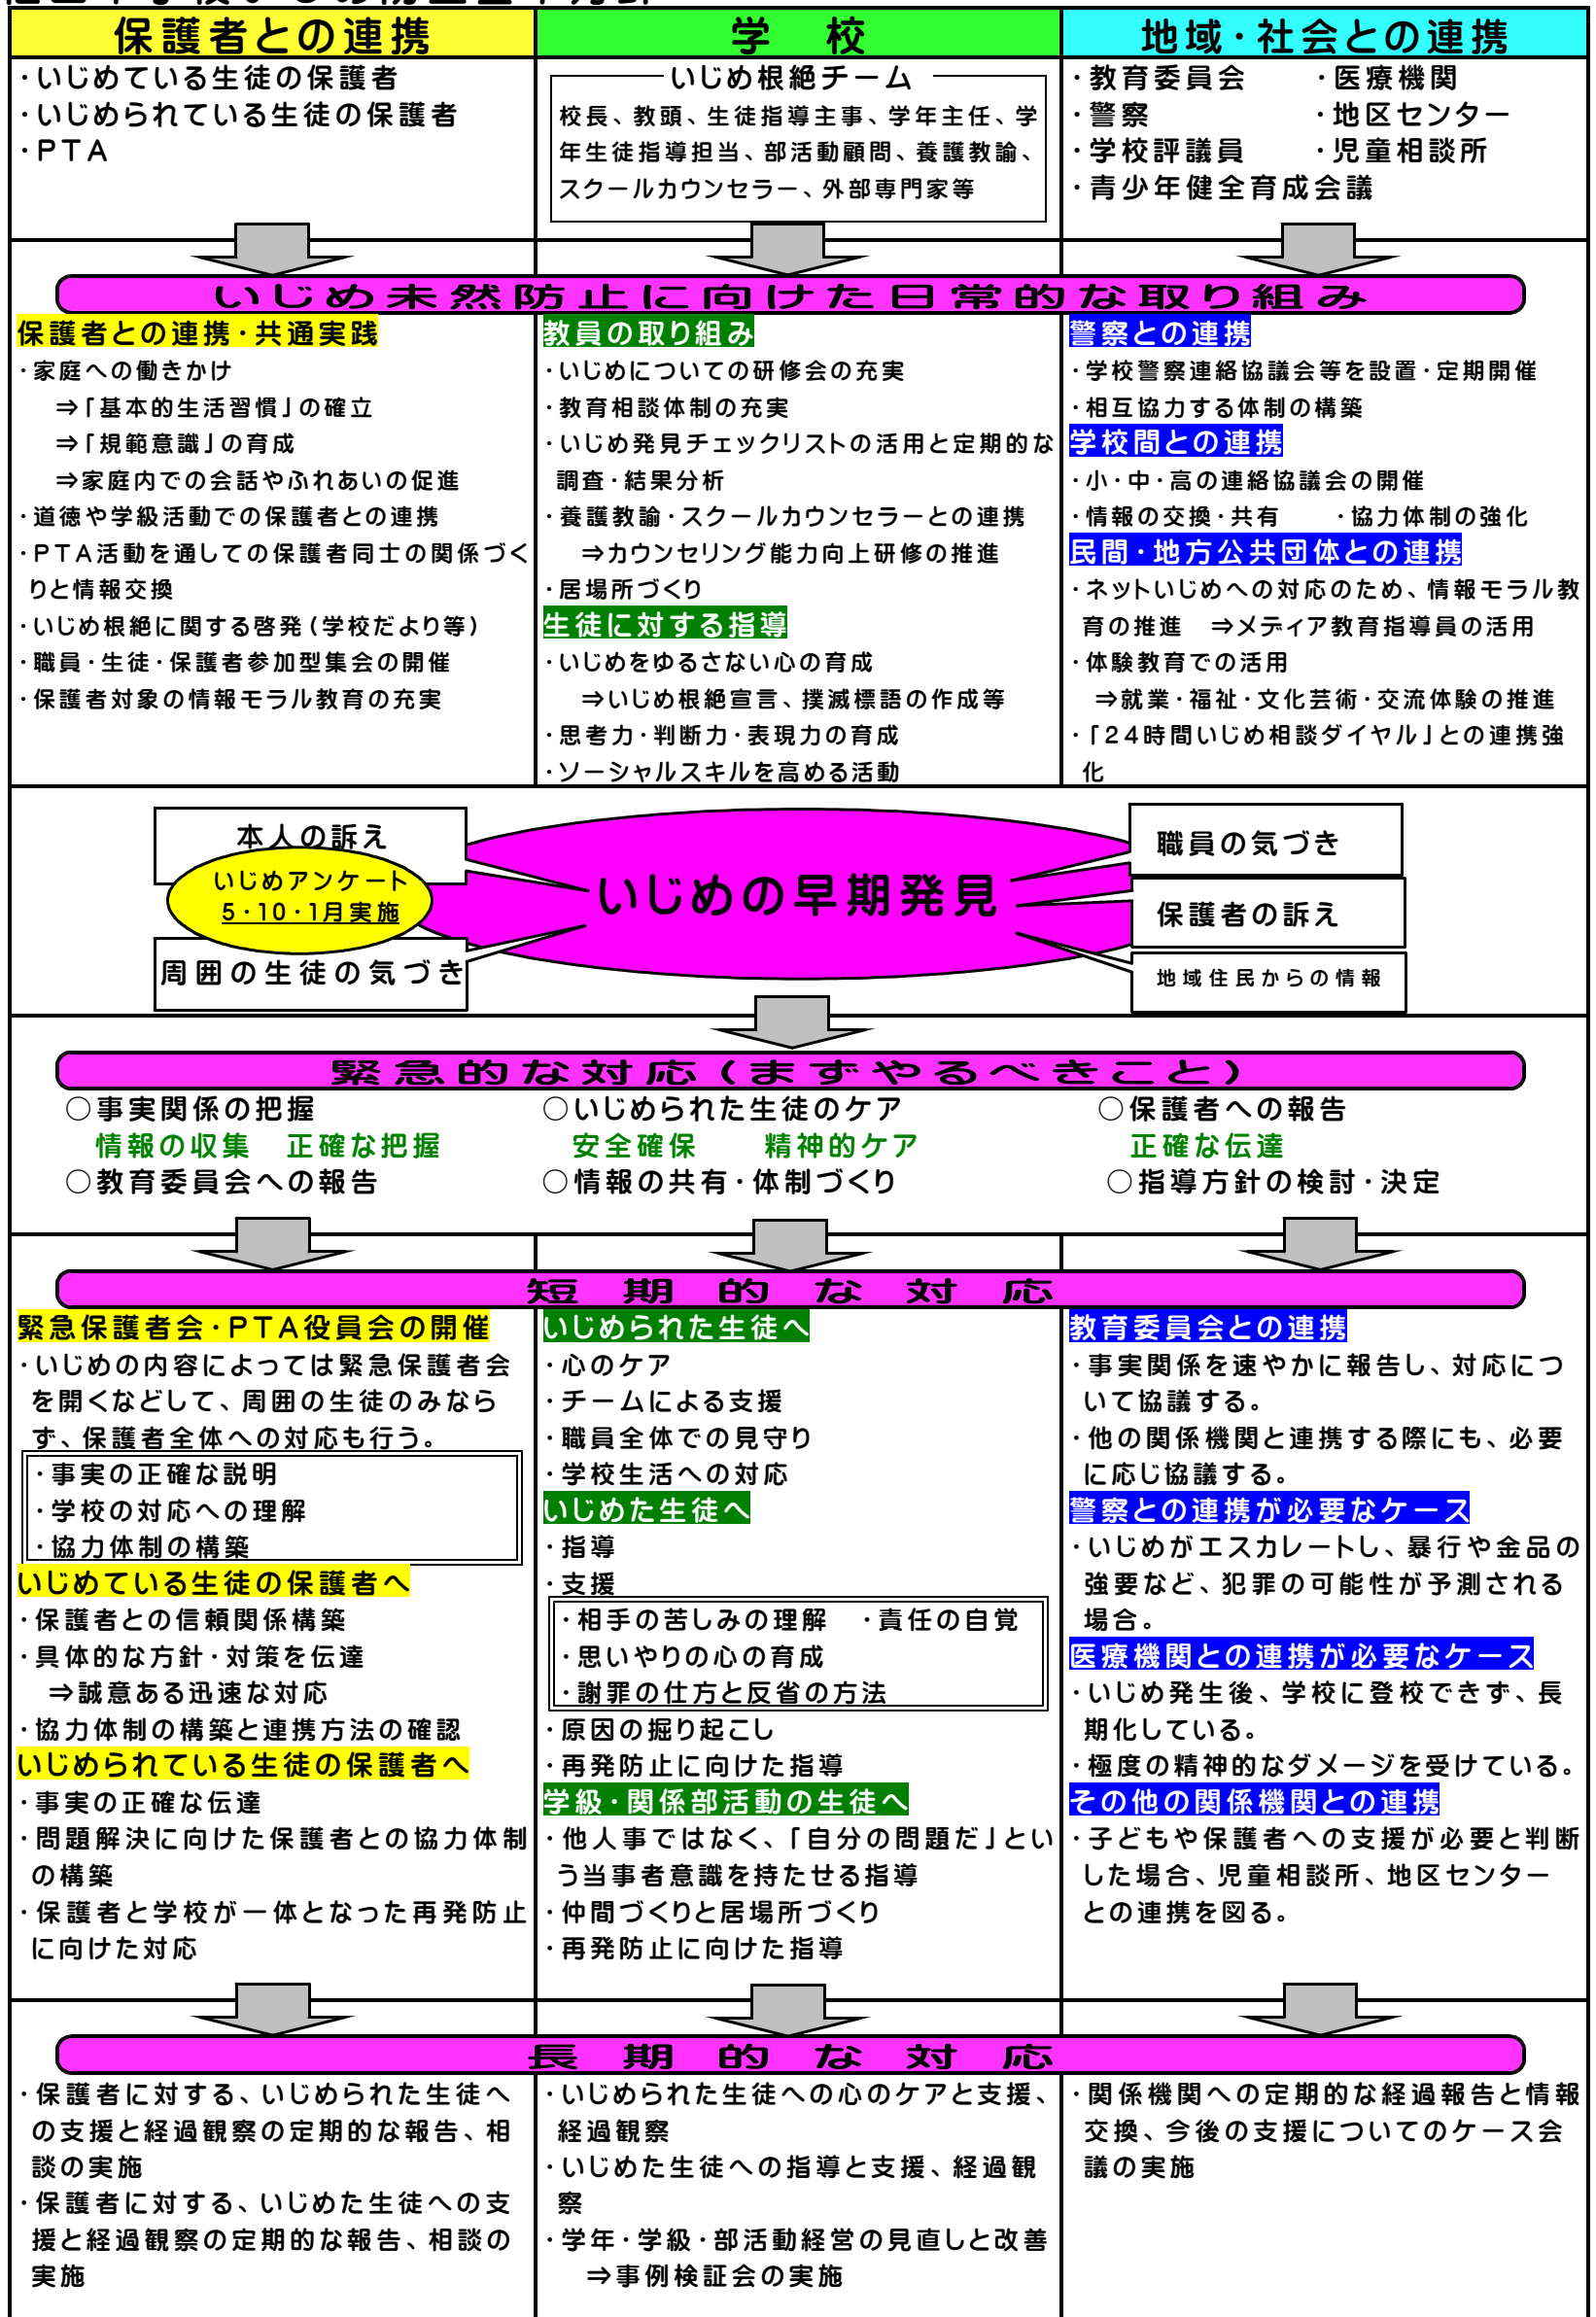 保護者との連携
学　校
地域・社会との連携
・いじめている生徒の保護者
・いじめられている生徒の保護者
・ＰＴＡ
いじめ根絶チーム
校長、教頭、生徒指導主事、学年主任、学
年生徒指導担当、部活動顧問、養護教諭、
スクールカウンセラー、外部専門家等
・教育委員会　・医療機関
・警察　・地区センター
・学校評議員　・児童相談所
・青少年健全育成会議
いじめ未然防止に向けた日常的な取り組み
保護者との連携・共通実践
・家庭への働きかけ
⇒「基本的生活習慣」の確立
⇒「規範意識」の育成
⇒家庭内での会話やふれあいの促進
・道徳や学級活動での保護者との連携
・ＰＴＡ活動を通しての保護者同士の関係づく
りと情報交換
・いじめ根絶に関する啓発（学校だより等）
・職員・生徒・保護者参加型集会の開催
・保護者対象の情報モラル教育の充実
教員の取り組み
・いじめについての研修会の充実
・教育相談体制の充実
・いじめ発見チェックリストの活用と定期的な
調査・結果分析
・養護教諭・スクールカウンセラーとの連携
⇒カウンセリング能力向上研修の推進
・居場所づくり
生徒に対する指導
・いじめをゆるさない心の育成
⇒いじめ根絶宣言、撲滅標語の作成等
・思考力・判断力・表現力の育成
・ソーシャルスキルを高める活動
警察との連携
・学校警察連絡協議会等を設置・定期開催
・相互協力する体制の構築
学校間との連携
・小・中・高の連絡協議会の開催
・情報の交換・共有　・協力体制の強化
民間・地方公共団体との連携
・ネットいじめへの対応のため、情報モラル教
育の推進　⇒メディア教育指導員の活用
・体験教育での活用
⇒就業・福祉・文化芸術・交流体験の推進
・「２４時間いじめ相談ダイヤル」との連携強
化
本人の訴え
いじめアンケート
5・10・1月実施
周囲の生徒の気づき
いじめの早期発見
職員の気づき
保護者の訴え
地域住民からの情報
緊急的な対応（まずやるべきこと）
○事実関係の把握
情報の収集　正確な把握
○教育委員会への報告
○いじめられた生徒のケア
安全確保　精神的ケア
○情報の共有・体制づくり
○保護者への報告
正確な伝達
○指導方針の検討・決定
短期的な対応
緊急保護者会・ＰＴＡ役員会の開催
・いじめの内容によっては緊急保護者会
を開くなどして、周囲の生徒のみなら
ず、保護者全体への対応も行う。
・事実の正確な説明
・学校の対応への理解
・協力体制の構築
いじめている生徒の保護者へ
・保護者との信頼関係構築
・具体的な方針・対策を伝達
⇒誠意ある迅速な対応
・協力体制の構築と連携方法の確認
いじめられている生徒の保護者へ
・事実の正確な伝達
・問題解決に向けた保護者との協力体制
の構築
・保護者と学校が一体となった再発防止
に向けた対応
いじめられた生徒へ
・心のケア
・チームによる支援
・職員全体での見守り
・学校生活への対応
いじめた生徒へ
・指導
・支援
・相手の苦しみの理解　・責任の自覚
・思いやりの心の育成
・謝罪の仕方と反省の方法
・原因の掘り起こし
・再発防止に向けた指導
学級・関係部活動の生徒へ
・他人事ではなく、「自分の問題だ」とい
う当事者意識を持たせる指導
・仲間づくりと居場所づくり
・再発防止に向けた指導
教育委員会との連携
・事実関係を速やかに報告し、対応につ
いて協議する。
・他の関係機関と連携する際にも、必要
に応じ協議する。
警察との連携が必要なケース
・いじめがエスカレートし、暴行や金品の
強要など、犯罪の可能性が予測される
場合。
医療機関との連携が必要なケース
・いじめ発生後、学校に登校できず、長
期化している。
・極度の精神的なダメージを受けている。
その他の関係機関との連携
・子どもや保護者への支援が必要と判断
した場合、児童相談所、地区センター
との連携を図る。
長期的な対応
・保護者に対する、いじめられた生徒へ
の支援と経過観察の定期的な報告、相
談の実施
・保護者に対する、いじめた生徒への支
援と経過観察の定期的な報告、相談の
実施
・いじめられた生徒への心のケアと支援、
経過観察
・いじめた生徒への指導と支援、経過観
察
・学年・学級・部活動経営の見直しと改善
⇒事例検証会の実施
・関係機関への定期的な経過報告と情報
交換、今後の支援についてのケース会
議の実施